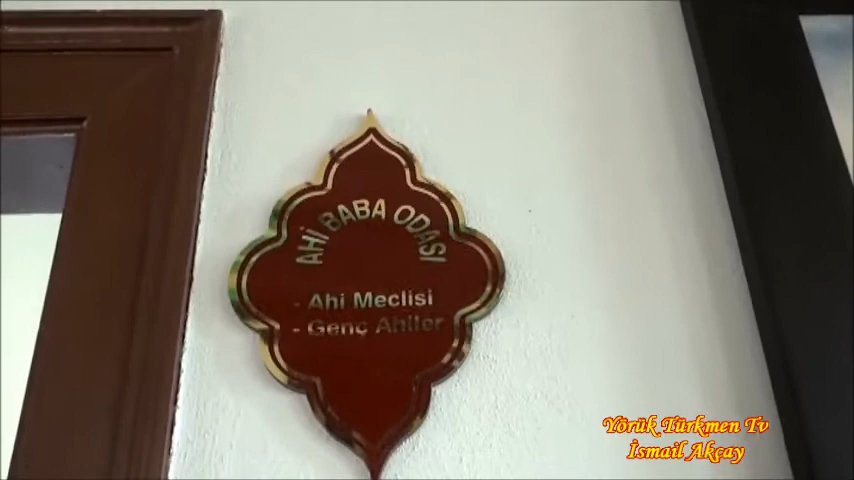 AHİ BABA ODASI
- Ahi Meclisi
- Genç Ahiler
Yörük Türkmen Tv
İsmail Akçay